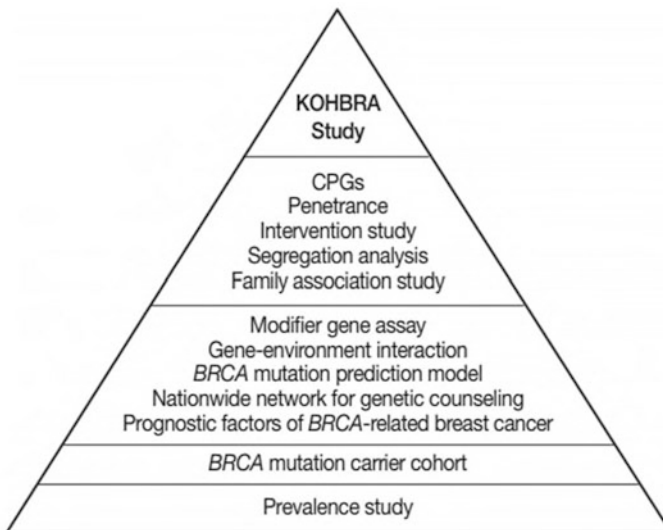 KOHBRA
Study
CPGs
Penetrance
Intervention study
Segregation analysis
Family association study
Modifier gene assay
Gene-environment interaction
BRCA mutation prediction model
Nationwide network for genetic counseling
Prognostic factors of BRCA-related breast cancer
BRCA mutation carrier cohort
Prevalence study